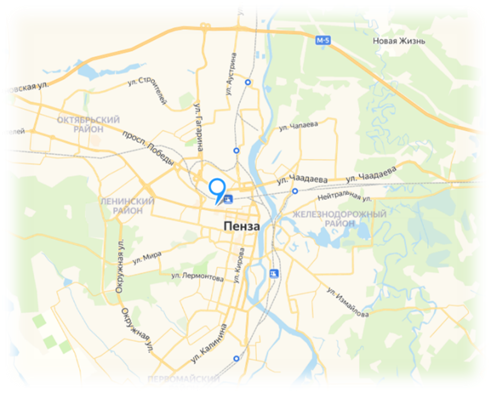 М-5
Новая Жизнь
ул. Аустрина
ул. Строителей
вская ул.
ул. Гагарина
ОКТЯБРЬСКИЙ
РАЙОН
ул. Чапаева
просп. Победы
ул. Чаадаева
ул. Чаадаева
Нейтральная ул.
ЛЕНИНСКИЙ
РАЙОН
ЖЕЛЕЗНОДОРОЖНЫЙ
РАЙОН
Пенза
Окружная ул.
ул. Мира
ул. Лермонтова
ул. Кирова
ул. Измайлова
Окружная ул.
ул. Калинина
ПЕРВОМАЙСКИЙ